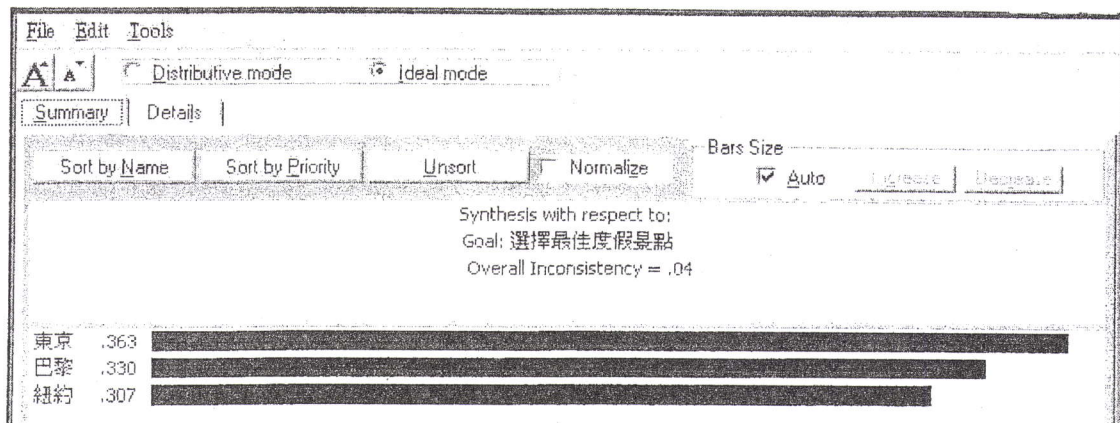 File Edit Tools
A A Distributive mode Ideal mode
Summary Details
Sort by Name Sort by Priority Unsort Normalize Bars Size Auto Increase Decrease
Synthesis with respect to:
Goal: 選擇最佳度假景點
Overall Inconsistency = .04
東京 .363
巴黎 .330
紐約 .307